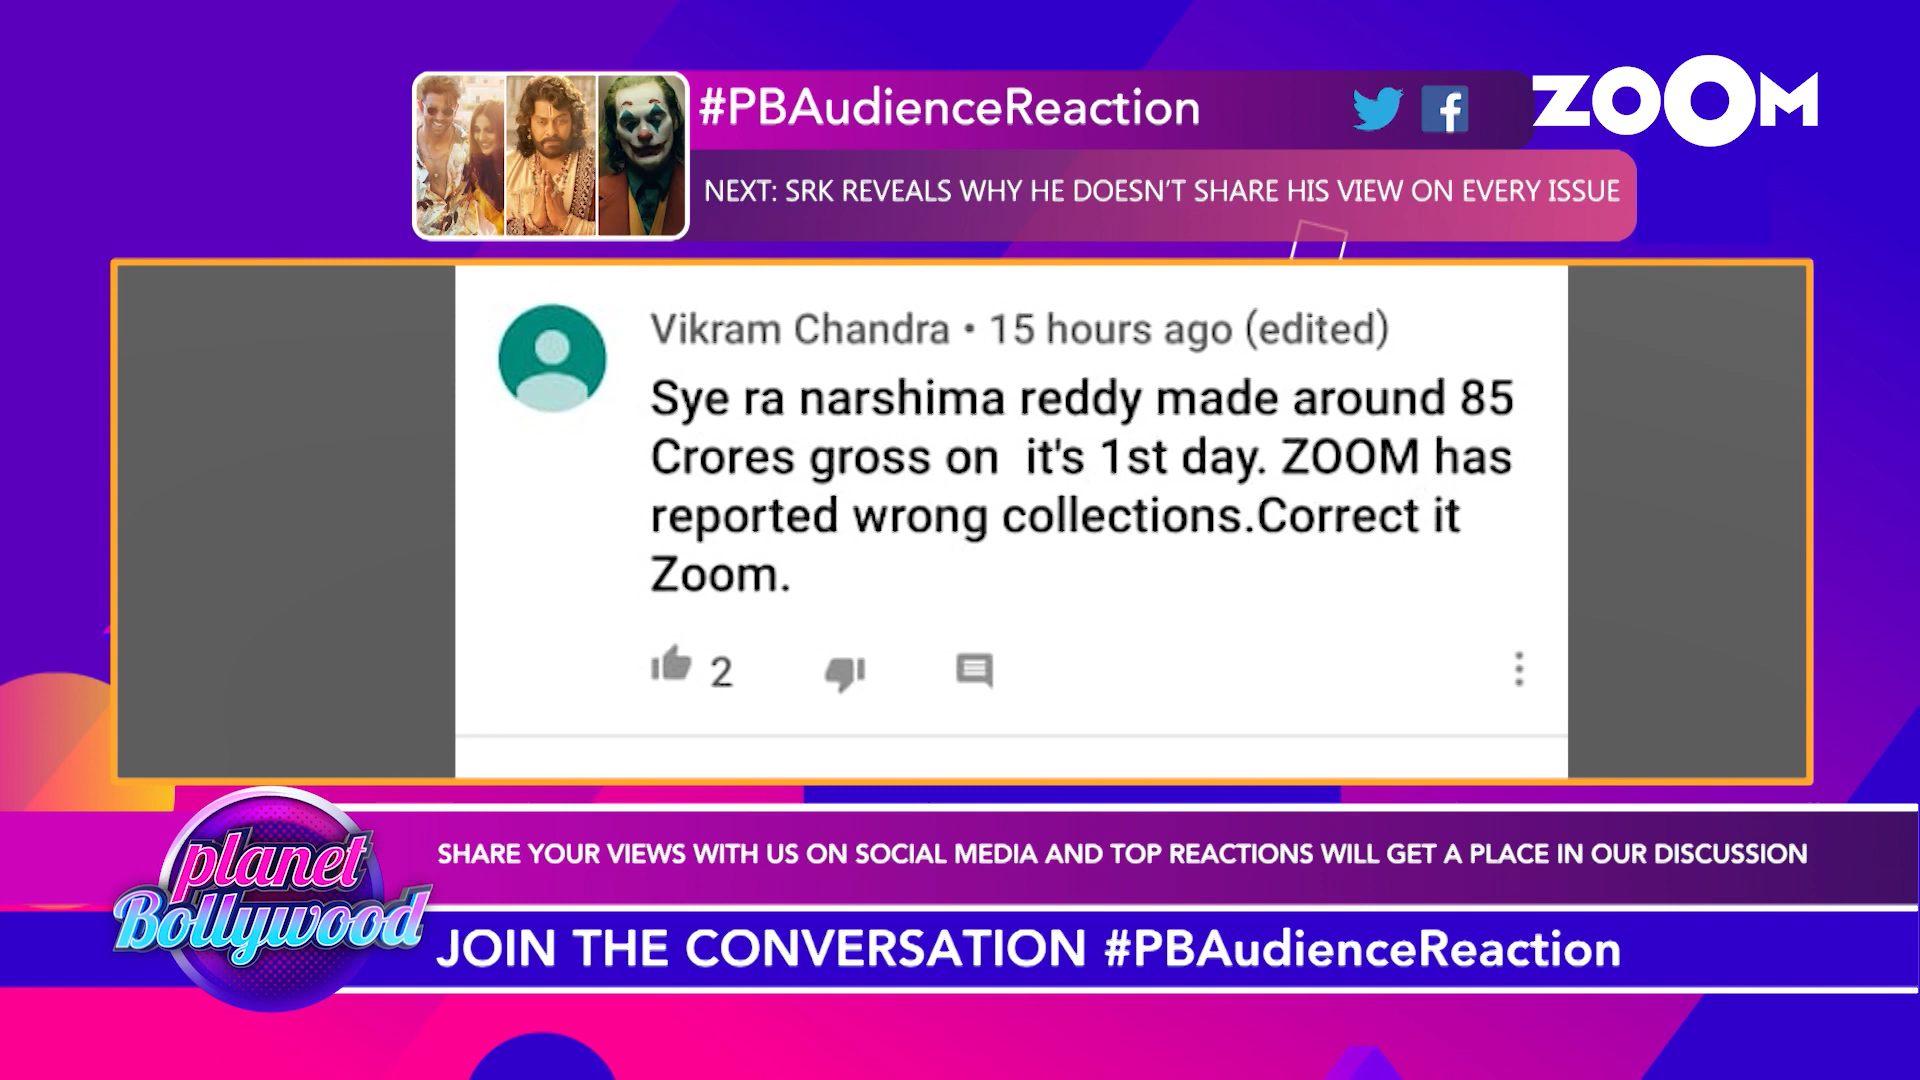 #PBAudienceReaction
ZOOM
NEXT: SRK REVEALS WHY HE DOESN'T SHARE HIS VIEW ON EVERY ISSUE
Vikram Chandra • 15 hours ago (edited)
Sye ra narshima reddy made around 85
Crores gross on it's 1st day. ZOOM has
reported wrong collections.Correct it
Zoom.
2
planet
Bollywood
SHARE YOUR VIEWS WITH US ON SOCIAL MEDIA AND TOP REACTIONS WILL GET A PLACE IN OUR DISCUSSION
JOIN THE CONVERSATION #PBAudienceReaction